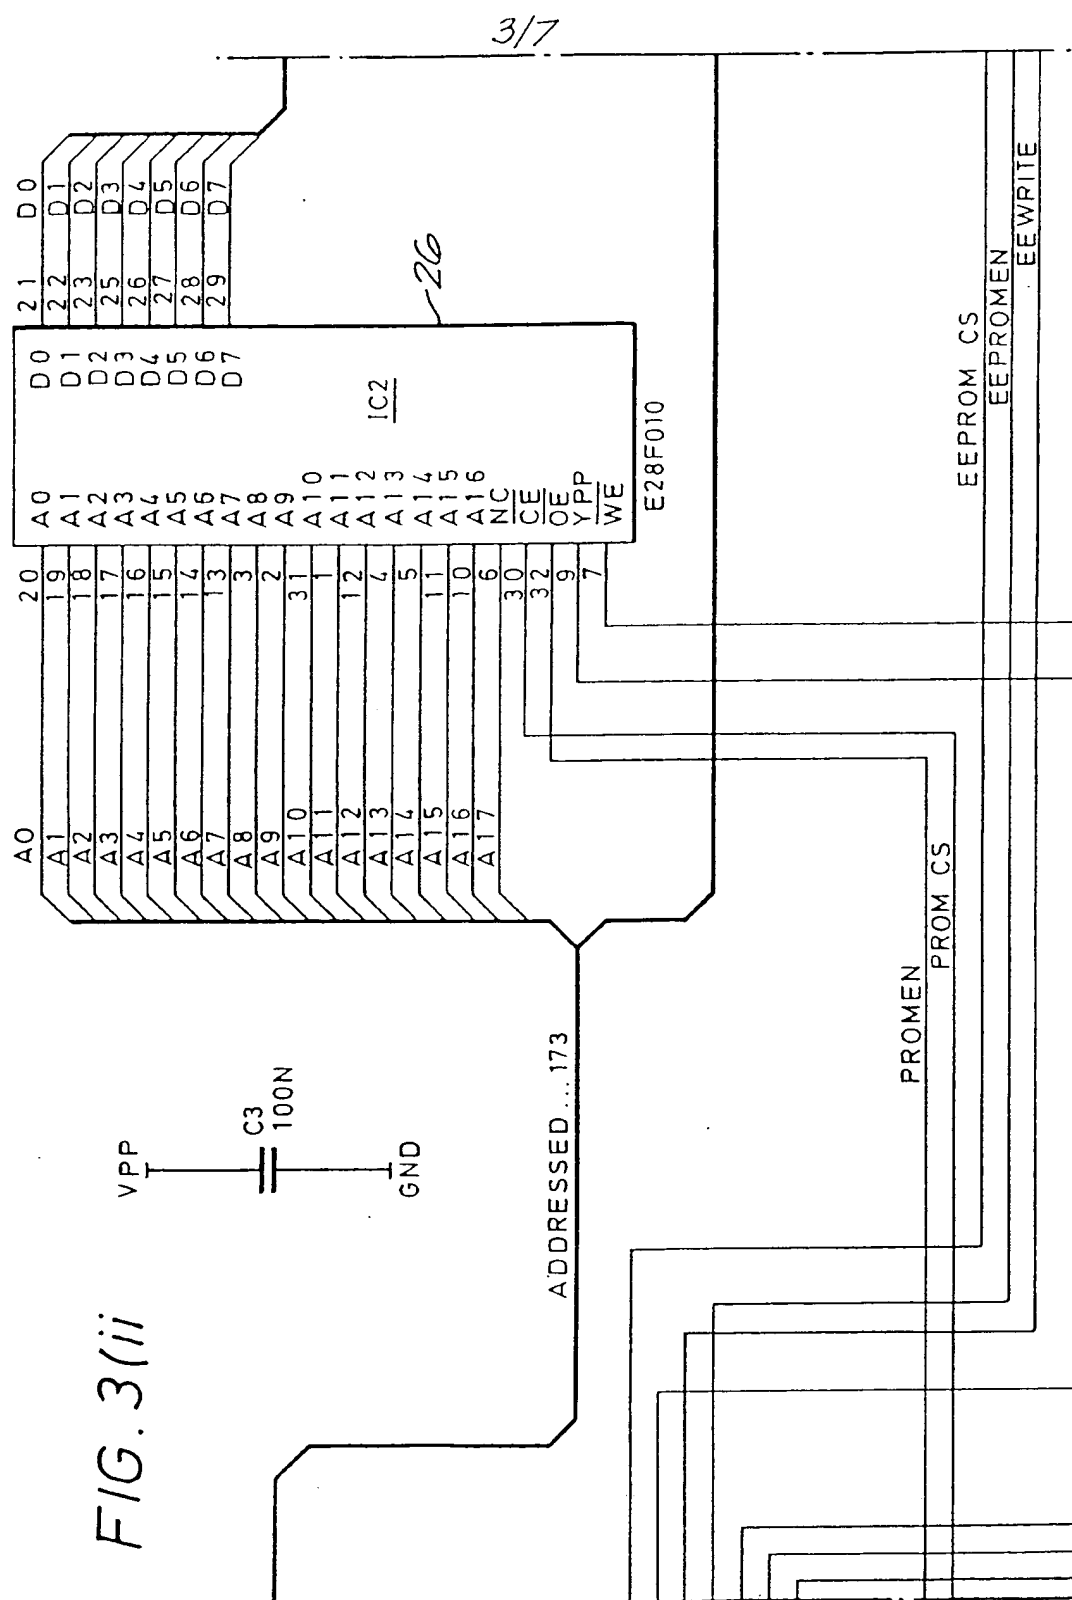 3/7
FIG. 3(ii
VPP
C3
100N
GND
ADDRESSED...173
A0 20 A0 D0 21 D0
A1 19 A1 D1 22 D1
A2 18 A2 D2 23 D2
A3 17 A3 D3 25 D3
A4 16 A4 D4 26 D4
A5 15 A5 D5 27 D5
A6 14 A6 D6 28 D6
A7 13 A7 D7 29 D7
A8 3 A8
A9 2 A9
A10 31 A10
A11 1 A11
A12 12 A12
A13 4 A13
A14 5 A14
A15 11 A15
A16 10 A16
A17 6 NC
30 CE
32 OE
9 YPP
7 WE
IC2
26
E28F010
PROMEN
PROM CS
EEPROM CS
EEPROMEN
EEWRITE